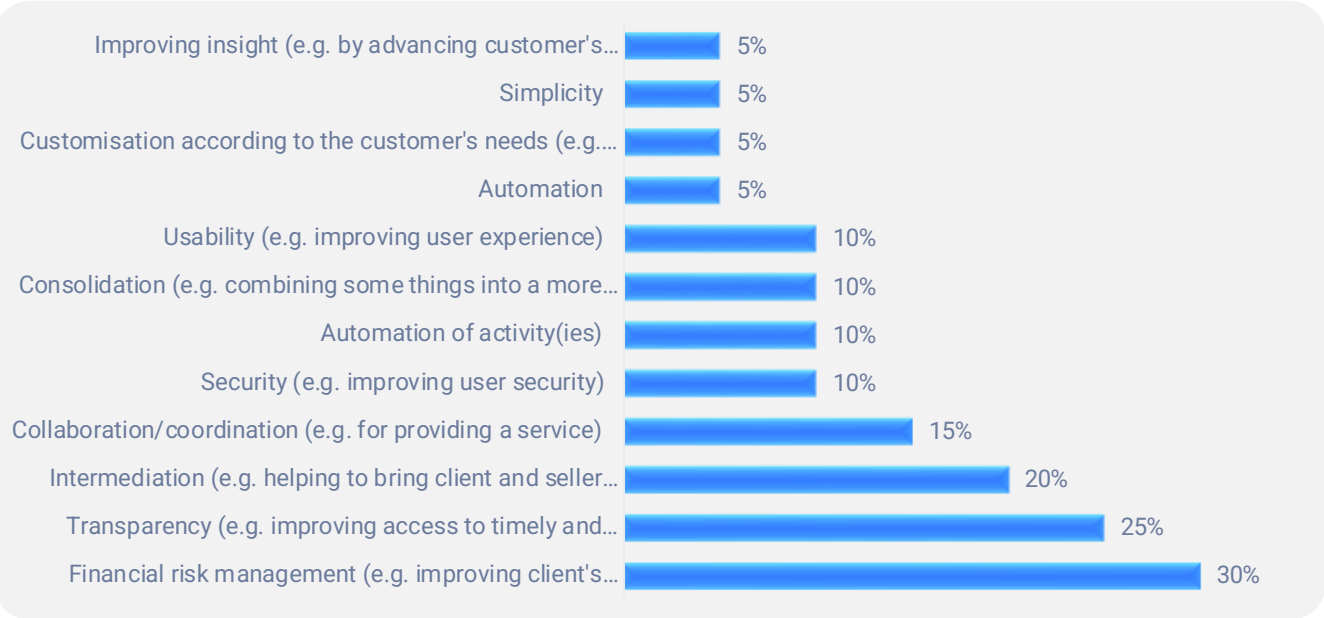 Improving insight (e.g. by advancing customer's... 5%
Simplicity 5%
Customisation according to the customer's needs (e.g.... 5%
Automation 5%
Usability (e.g. improving user experience) 10%
Consolidation (e.g. combining some things into a more... 10%
Automation of activity(ies) 10%
Security (e.g. improving user security) 10%
Collaboration/coordination (e.g. for providing a service) 15%
Intermediation (e.g. helping to bring client and seller... 20%
Transparency (e.g. improving access to timely and... 25%
Financial risk management (e.g. improving client's... 30%